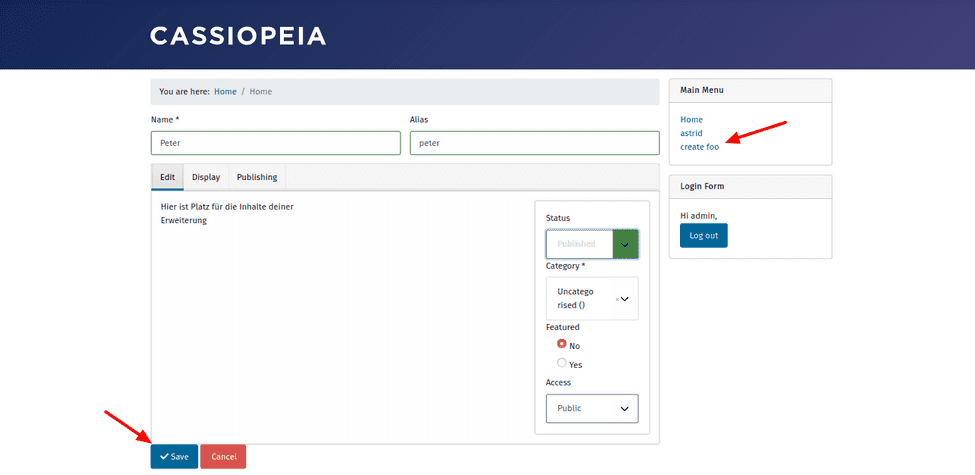 CASSIOPEIA
You are here: Home / Home
Name *
Alias
Peter
peter
Edit Display Publishing
Hier ist Platz für die Inhalte deiner
Erweiterung
Status
Published
Category *
Uncatego
rised ()
×
Featured
No
Yes
Access
Public
Save Cancel
Main Menu
Home
astrid
create foo
Login Form
Hi admin,
Log out